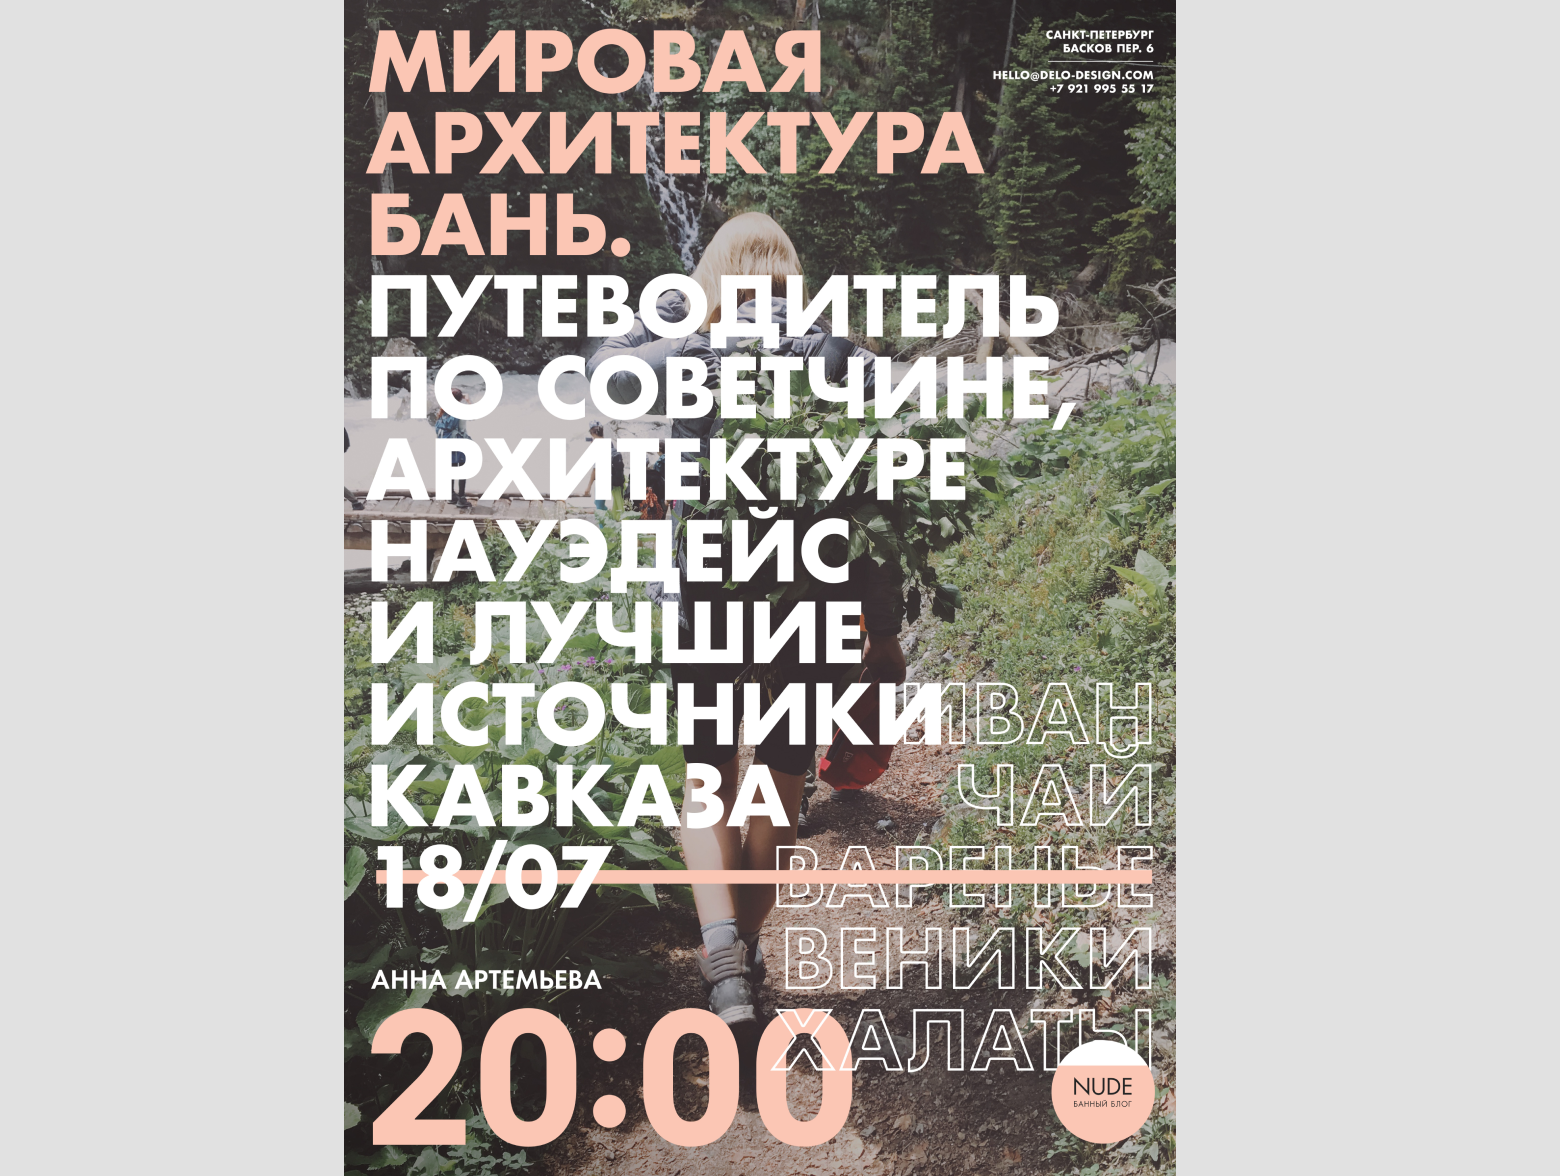 МИРОВАЯ
АРХИТЕКТУРА
БАНЬ.
ПУТЕВОДИТЕЛЬ
ПО СОВЕТЧИНЕ,
АРХИТЕКТУРЕ
НАУЭДЕЙС
И ЛУЧШИЕ
ИСТОЧНИКИ
КАВКАЗА
18/07
САНКТ-ПЕТЕРБУРГ
БАСКОВ ПЕР. 6
HELLO@DELO-DESIGN.COM
+7 921 995 55 17
ИВАН
ЧАЙ
ВАРЕНЬЕ
ВЕНИКИ
ХАЛАТЫ
АННА АРТЕМЬЕВА
20:00
NUDE
БАННЫЙ БЛОГ